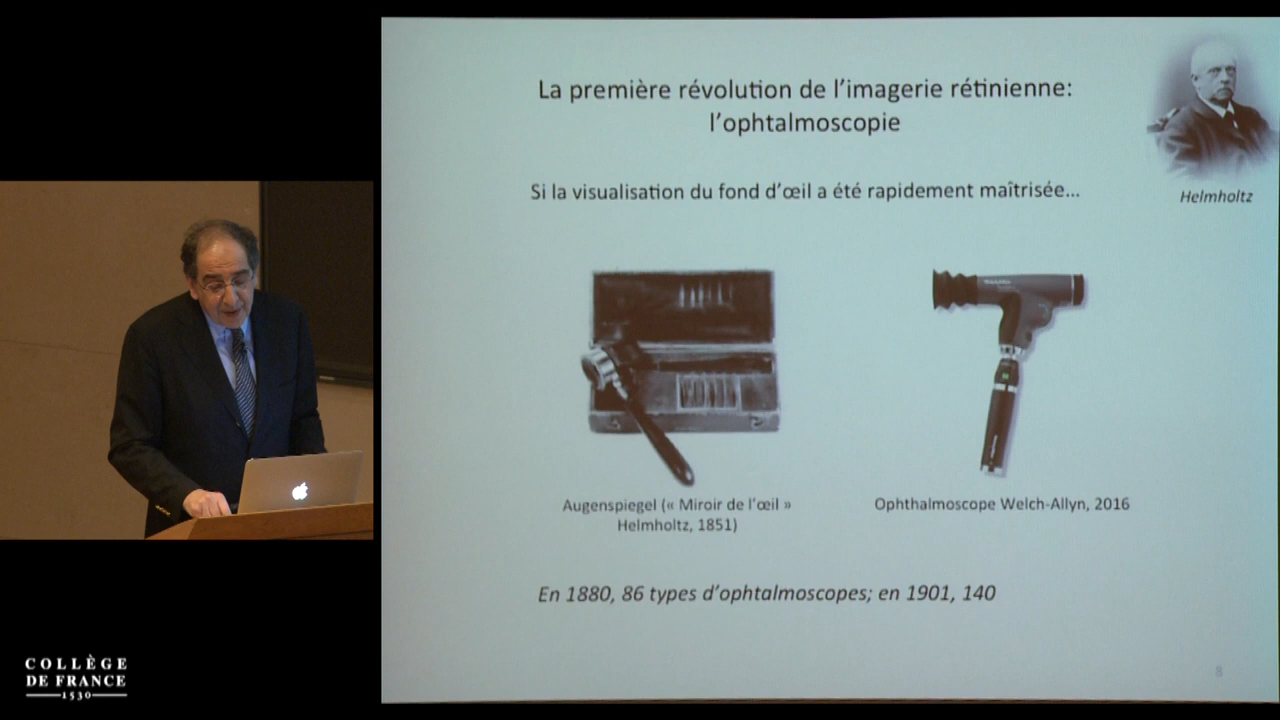 La première révolution de l'imagerie rétinienne:
l'ophtalmoscopie
Si la visualisation du fond d'œil a été rapidement maîtrisée...
Helmholtz
Augenspiegel (« Miroir de l'œil »
Helmholtz, 1851)
Ophthalmoscope Welch-Allyn, 2016
En 1880, 86 types d'ophtalmoscopes; en 1901, 140
8
COLLÈGE
DE FRANCE
1530